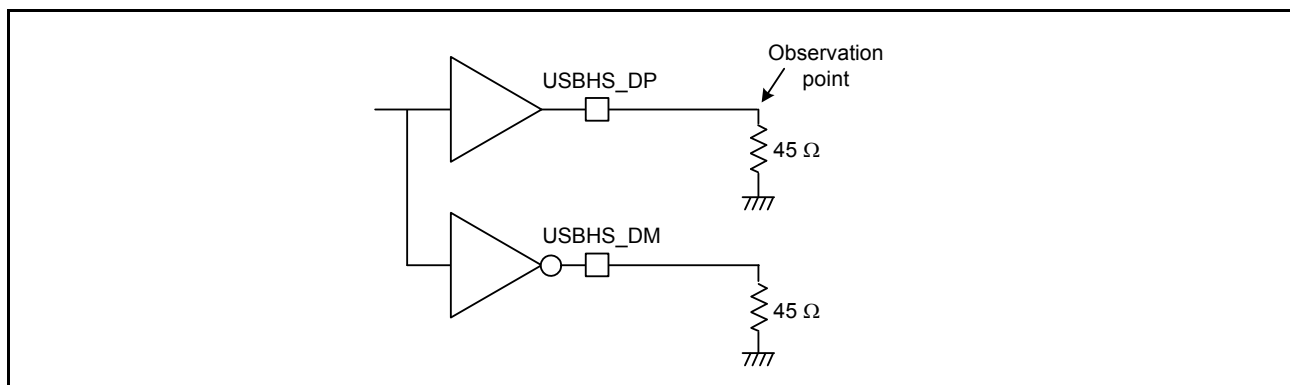 Observation
point
USBHS_DP
45 Ω
USBHS_DM
45 Ω